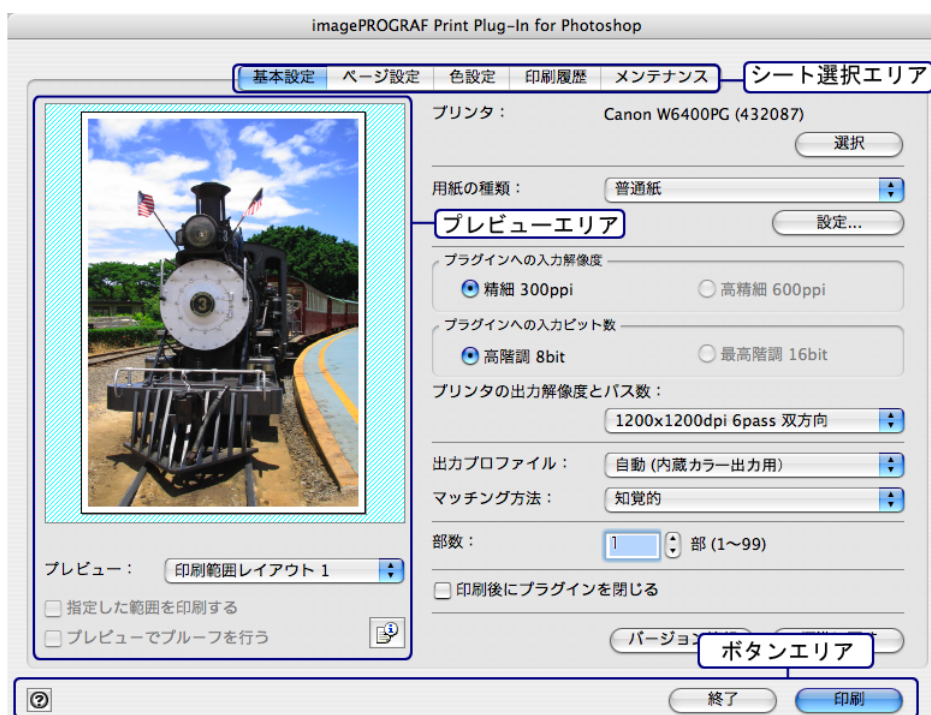 imagePROGRAF Print Plug-In for Photoshop
基本設定 ページ設定 色設定 印刷履歴 メンテナンス シート選択エリア
プリンタ： Canon W6400PG (432087)
選択
用紙の種類： 普通紙
設定...
プレビューエリア
プラグインへの入力解像度
精細 300ppi 高精細 600ppi
プラグインへの入力ビット数
高階調 8bit 最高階調 16bit
プリンタの出力解像度とパス数：
1200x1200dpi 6pass 双方向
出力プロファイル： 自動 (内蔵カラー出力用)
マッチング方法： 知覚的
部数： 1 部 (1〜99)
印刷後にプラグインを閉じる
3
プレビュー： 印刷範囲レイアウト 1
指定した範囲を印刷する
プレビューでプルーフを行う
バージョン
ボタンエリア
終了 印刷